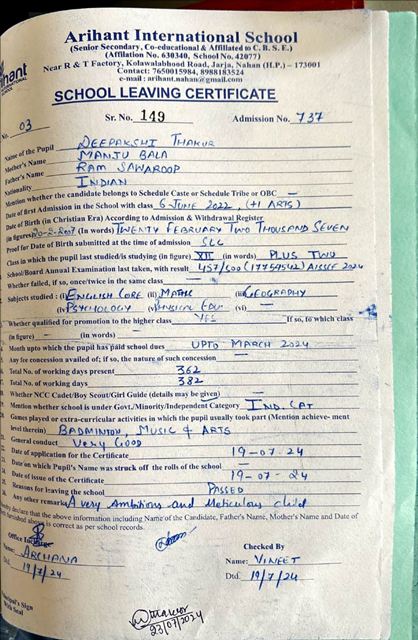 Arihant International School
(Senior Secondary, Co-educational & Affiliated to C. B. S. E.)
(Affilation No. 630340, School No. 42077)
Near R & T Factory, Kolawalabhood Road, Jarja, Nahan (H.P.) – 173001
Contact: 7650015984, 8988183524
e-mail : arihant.nahan@gmail.com
SCHOOL LEAVING CERTIFICATE
Sr. No. 149 Admission No. 737
No. 03
Name of the Pupil DEEPAKSHI THAKUR
Mother's Name MANJU BALA
Father's Name RAM SAWAROOP
Nationality INDIAN
Mention whether the candidate belongs to Schedule Caste or Schedule Tribe or OBC —
Date of first Admission in the School with class 6 JUNE 2022, (+1 ARTS)
Date of Birth (in Christian Era) According to Admission & Withdrawal Register
(in figures) 20-2-2007 (in Words) TWENTY FEBRUARY TWO THOUSAND SEVEN
Proof for Date of Birth submitted at the time of admission SLC
Class in which the pupil last studied/is studying (in figure) XII (in words) PLUS TWO
School/Board Annual Examination last taken, with result 457/500 (17754542) AISSCE 2024
Whether failed, if so, once/twice in the same class —
Subjects studied : (i) ENGLISH CORE (ii) MATHS (iii) GEOGRAPHY
(iv) PSYCHOLOGY (v) PHYSICAL EDU. (vi) —
Whether qualified for promotion to the higher class YES If so, to which class
(in figure) — (in words) —
Month upto which the pupil has paid school dues UPTO MARCH 2024
Any fee concession availed of; if so, the nature of such concession —
Total No. of working days present 362
Total No. of working days 382
Whether NCC Cadet/Boy Scout/Girl Guide (details may be given) —
Mention whether school is under Govt./Minority/Independent Category IND. CAT
Games played or extra-curricular activities in which the pupil usually took part (Mention achieve- ment
level therein) BADMINTON, MUSIC & ARTS
General conduct VERY GOOD
Date of application for the Certificate 19-07-24
Date on which Pupil's Name was struck off the rolls of the school —
Date of issue of the Certificate 19-07-24
Reasons for leaving the school PASSED
Any other remarks A very Ambitious and Meticulous child
declare that the above information including Name of the Candidate, Father's Name, Mother's Name and Date of
furnished above is correct as per school records.
Office
Checked By
Name: ARCHANA Name: VINEET
Dtd. 19/7/24 Dtd. 19/7/24
Principal's Sign
with Seal
23/07/2024